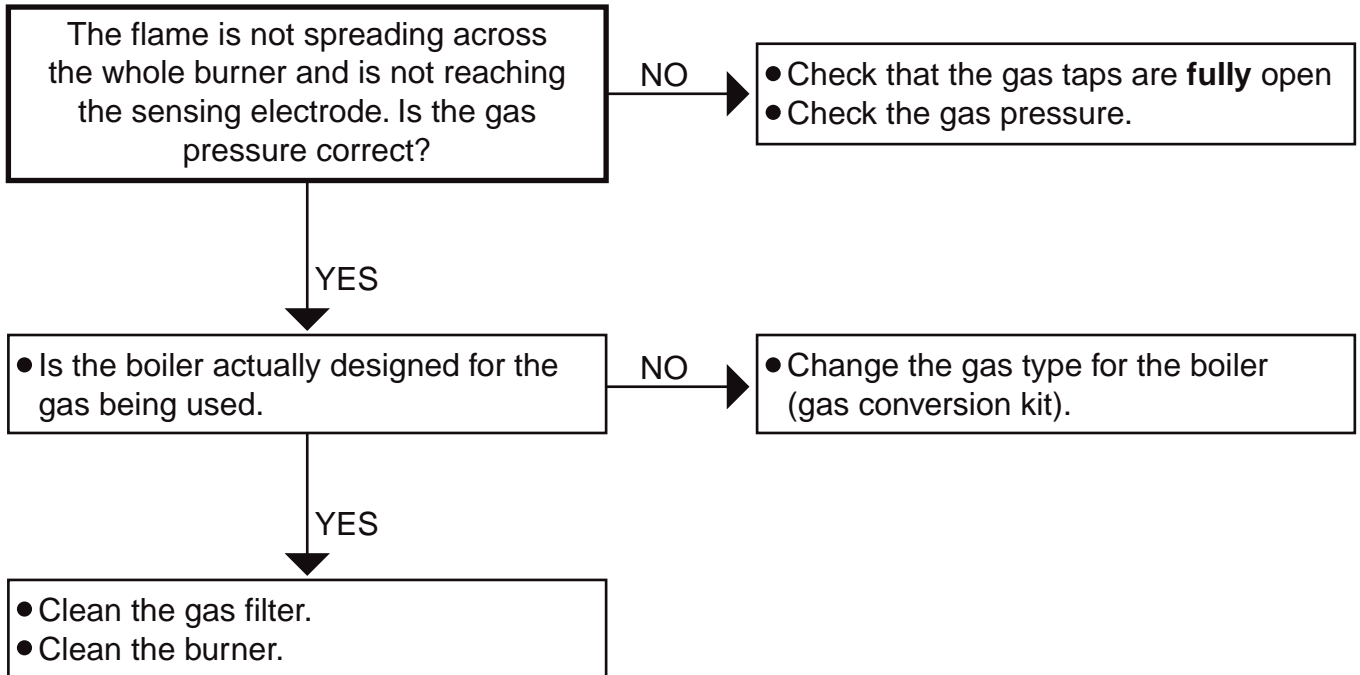 The flame is not spreading across
the whole burner and is not reaching
the sensing electrode. Is the gas
pressure correct?
NO
● Check that the gas taps are fully open
● Check the gas pressure.
YES
● Is the boiler actually designed for the
gas being used.
NO
● Change the gas type for the boiler
(gas conversion kit).
YES
● Clean the gas filter.
● Clean the burner.